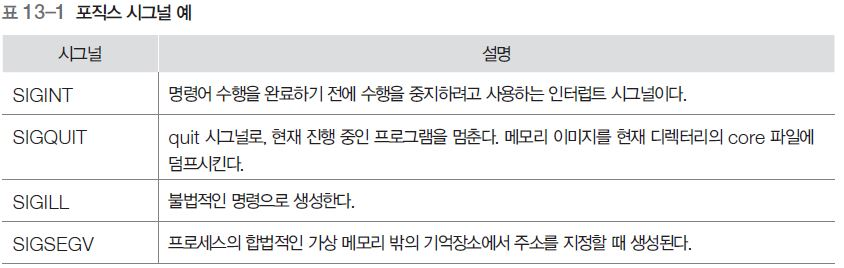 표 13-1 포직스 시그널 예
시그널 설명
SIGINT 명령어 수행을 완료하기 전에 수행을 중지하려고 사용하는 인터럽트 시그널이다.
SIGQUIT quit 시그널로, 현재 진행 중인 프로그램을 멈춘다. 메모리 이미지를 현재 디렉터리의 core 파일에
덤프시킨다.
SIGILL 불법적인 명령으로 생성한다.
SIGSEGV 프로세스의 합법적인 가상 메모리 밖의 기억장소에서 주소를 지정할 때 생성된다.